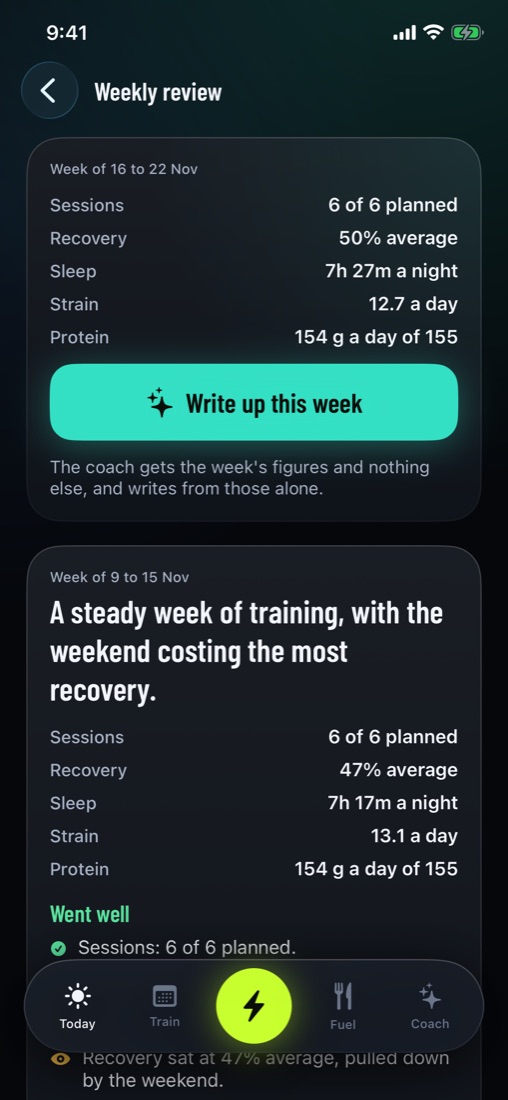 9:41
Weekly review
Week of 16 to 22 Nov
Sessions 6 of 6 planned
Recovery 50% average
Sleep 7h 27m a night
Strain 12.7 a day
Protein 154 g a day of 155
Write up this week
The coach gets the week's figures and nothing
else, and writes from those alone.
Week of 9 to 15 Nov
A steady week of training, with the
weekend costing the most
recovery.
Sessions 6 of 6 planned
Recovery 47% average
Sleep 7h 17m a night
Strain 13.1 a day
Protein 154 g a day of 155
Went well
Sessions: 6 of 6 planned.
Today Train Fuel Coach
Recovery sat at 47% average, pulled down
by the weekend.